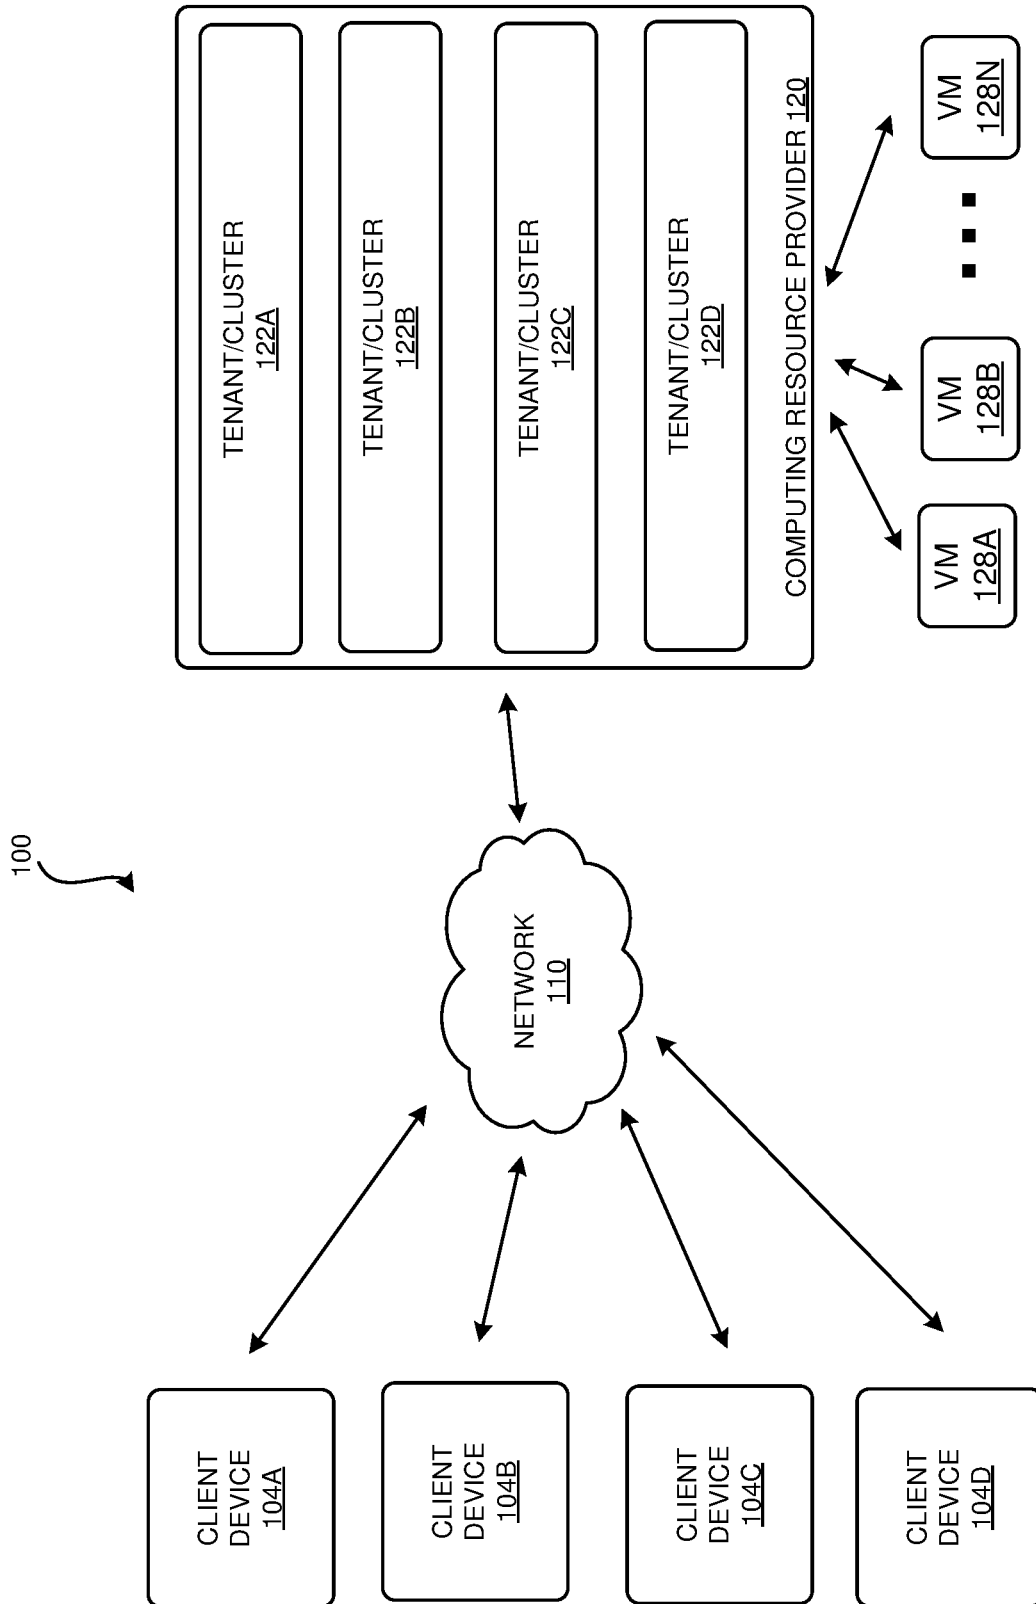 100
CLIENT
DEVICE
104A
CLIENT
DEVICE
104B
CLIENT
DEVICE
104C
CLIENT
DEVICE
104D
NETWORK
110
TENANT/CLUSTER
122A
TENANT/CLUSTER
122B
TENANT/CLUSTER
122C
TENANT/CLUSTER
122D
COMPUTING RESOURCE PROVIDER 120
VM
128A
VM
128B
VM
128N